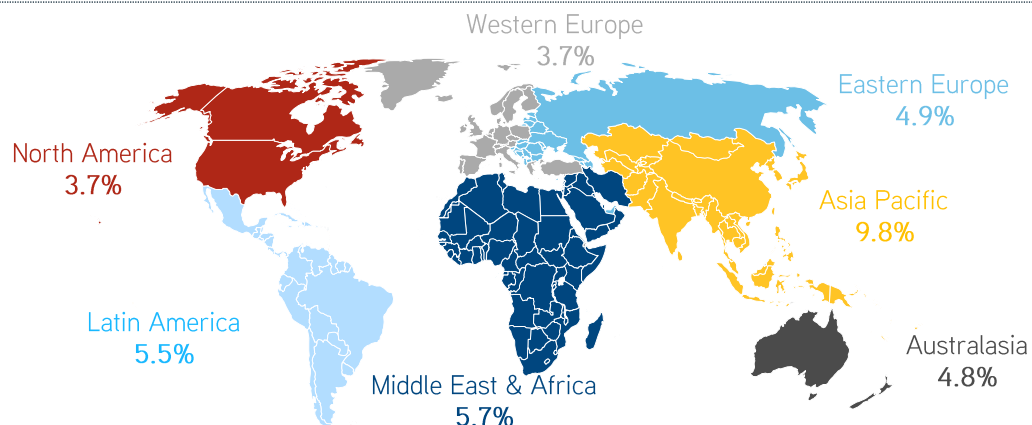 Western Europe
3.7%
Eastern Europe
4.9%
North America
3.7%
Asia Pacific
9.8%
Latin America
5.5%
Australasia
4.8%
Middle East & Africa
5.7%